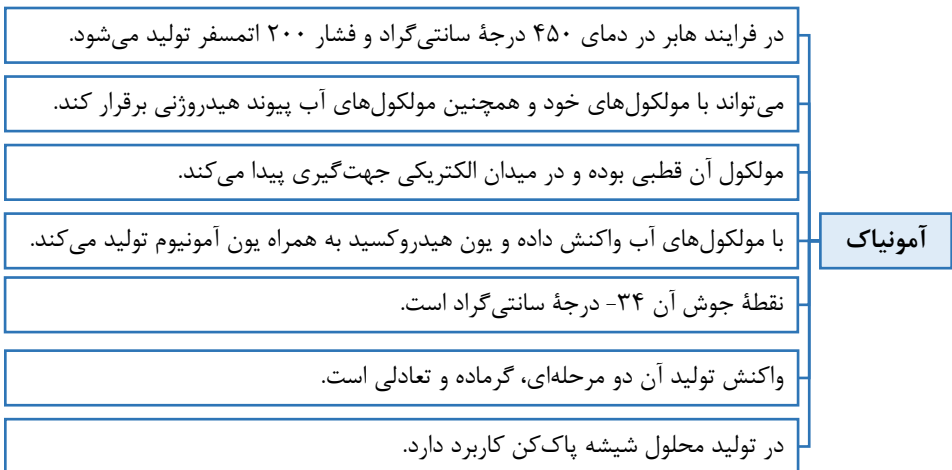 در فرایند هابر در دمای ۴۵۰ درجهٔ سانتی‌گراد و فشار ۲۰۰ اتمسفر تولید می‌شود.
می‌تواند با مولکول‌های خود و همچنین مولکول‌های آب پیوند هیدروژنی برقرار کند.
مولکول آن قطبی بوده و در میدان الکتریکی جهت‌گیری پیدا می‌کند.
آمونیاک
با مولکول‌های آب واکنش داده و یون هیدروکسید به همراه یون آمونیوم تولید می‌کند.
نقطهٔ جوش آن ۳۴- درجهٔ سانتی‌گراد است.
واکنش تولید آن دو مرحله‌ای، گرماده و تعادلی است.
در تولید محلول شیشه پاک‌کن کاربرد دارد.